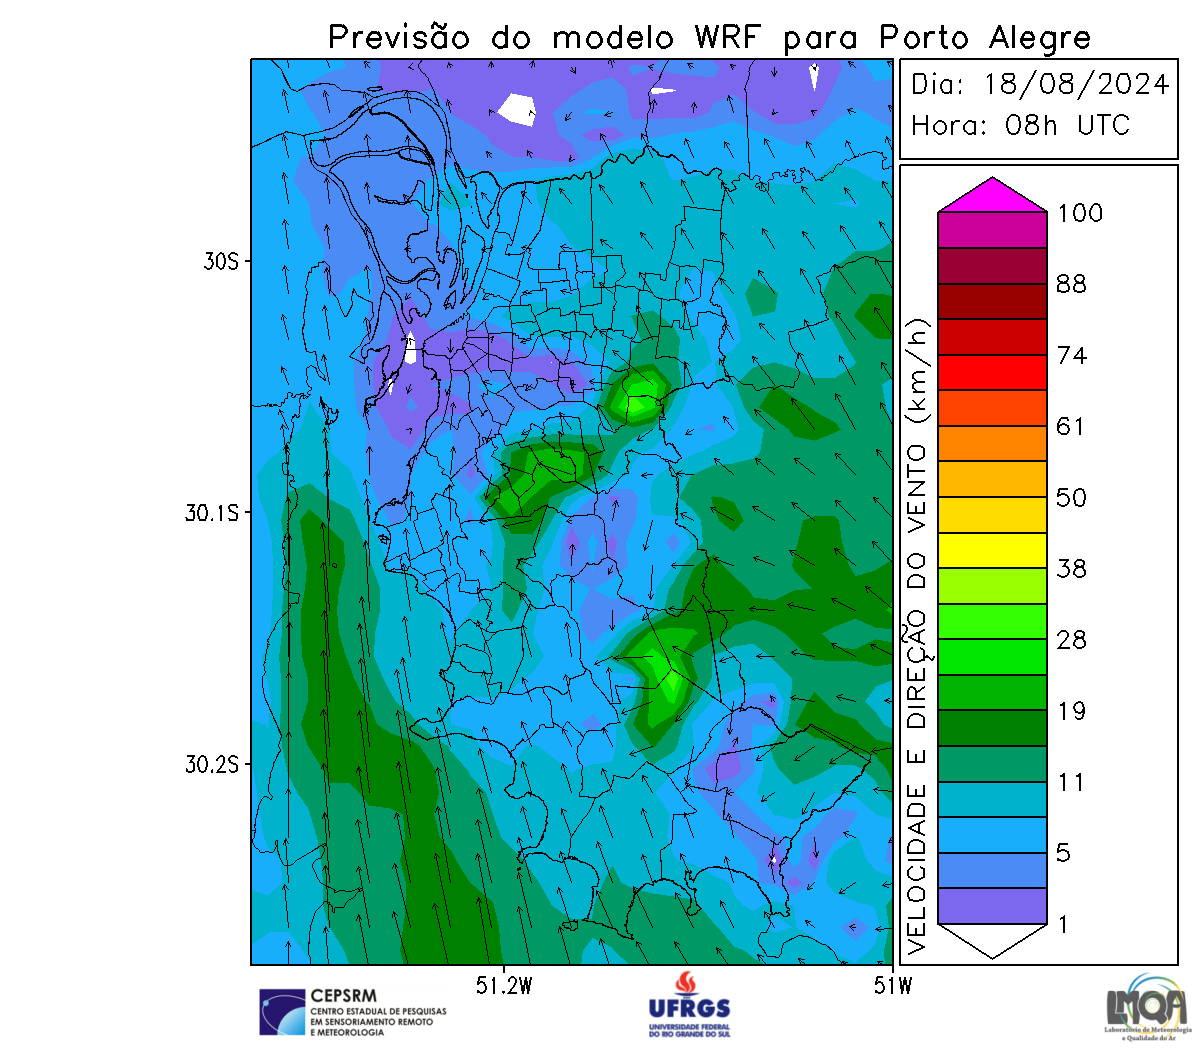 Previsão do modelo WRF para Porto Alegre
Dia: 18/08/2024
Hora: 08h UTC
VELOCIDADE E DIREÇÃO DO VENTO (km/h)
100
88
74
61
50
38
28
19
11
5
1
30S
30.1S
30.2S
51.2W
51W
CEPSRM
CENTRO ESTADUAL DE PESQUISAS
EM SENSORIAMENTO REMOTO
E METEOROLOGIA
UFRGS
UNIVERSIDADE FEDERAL
DO RIO GRANDE DO SUL
LMQA
Laboratório de Meteorologia
e Qualidade do Ar